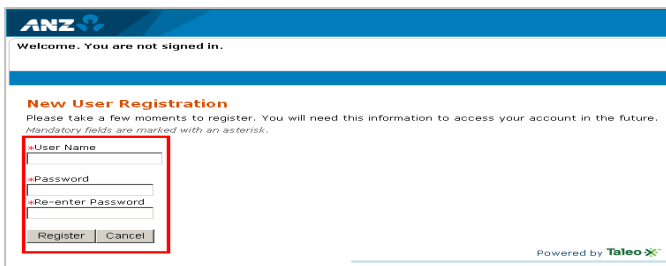 ANZ
Welcome. You are not signed in.
New User Registration
Please take a few moments to register. You will need this information to access your account in the future.
Mandatory fields are marked with an asterisk.
*User Name
*Password
*Re-enter Password
Register Cancel
Powered by Taleo